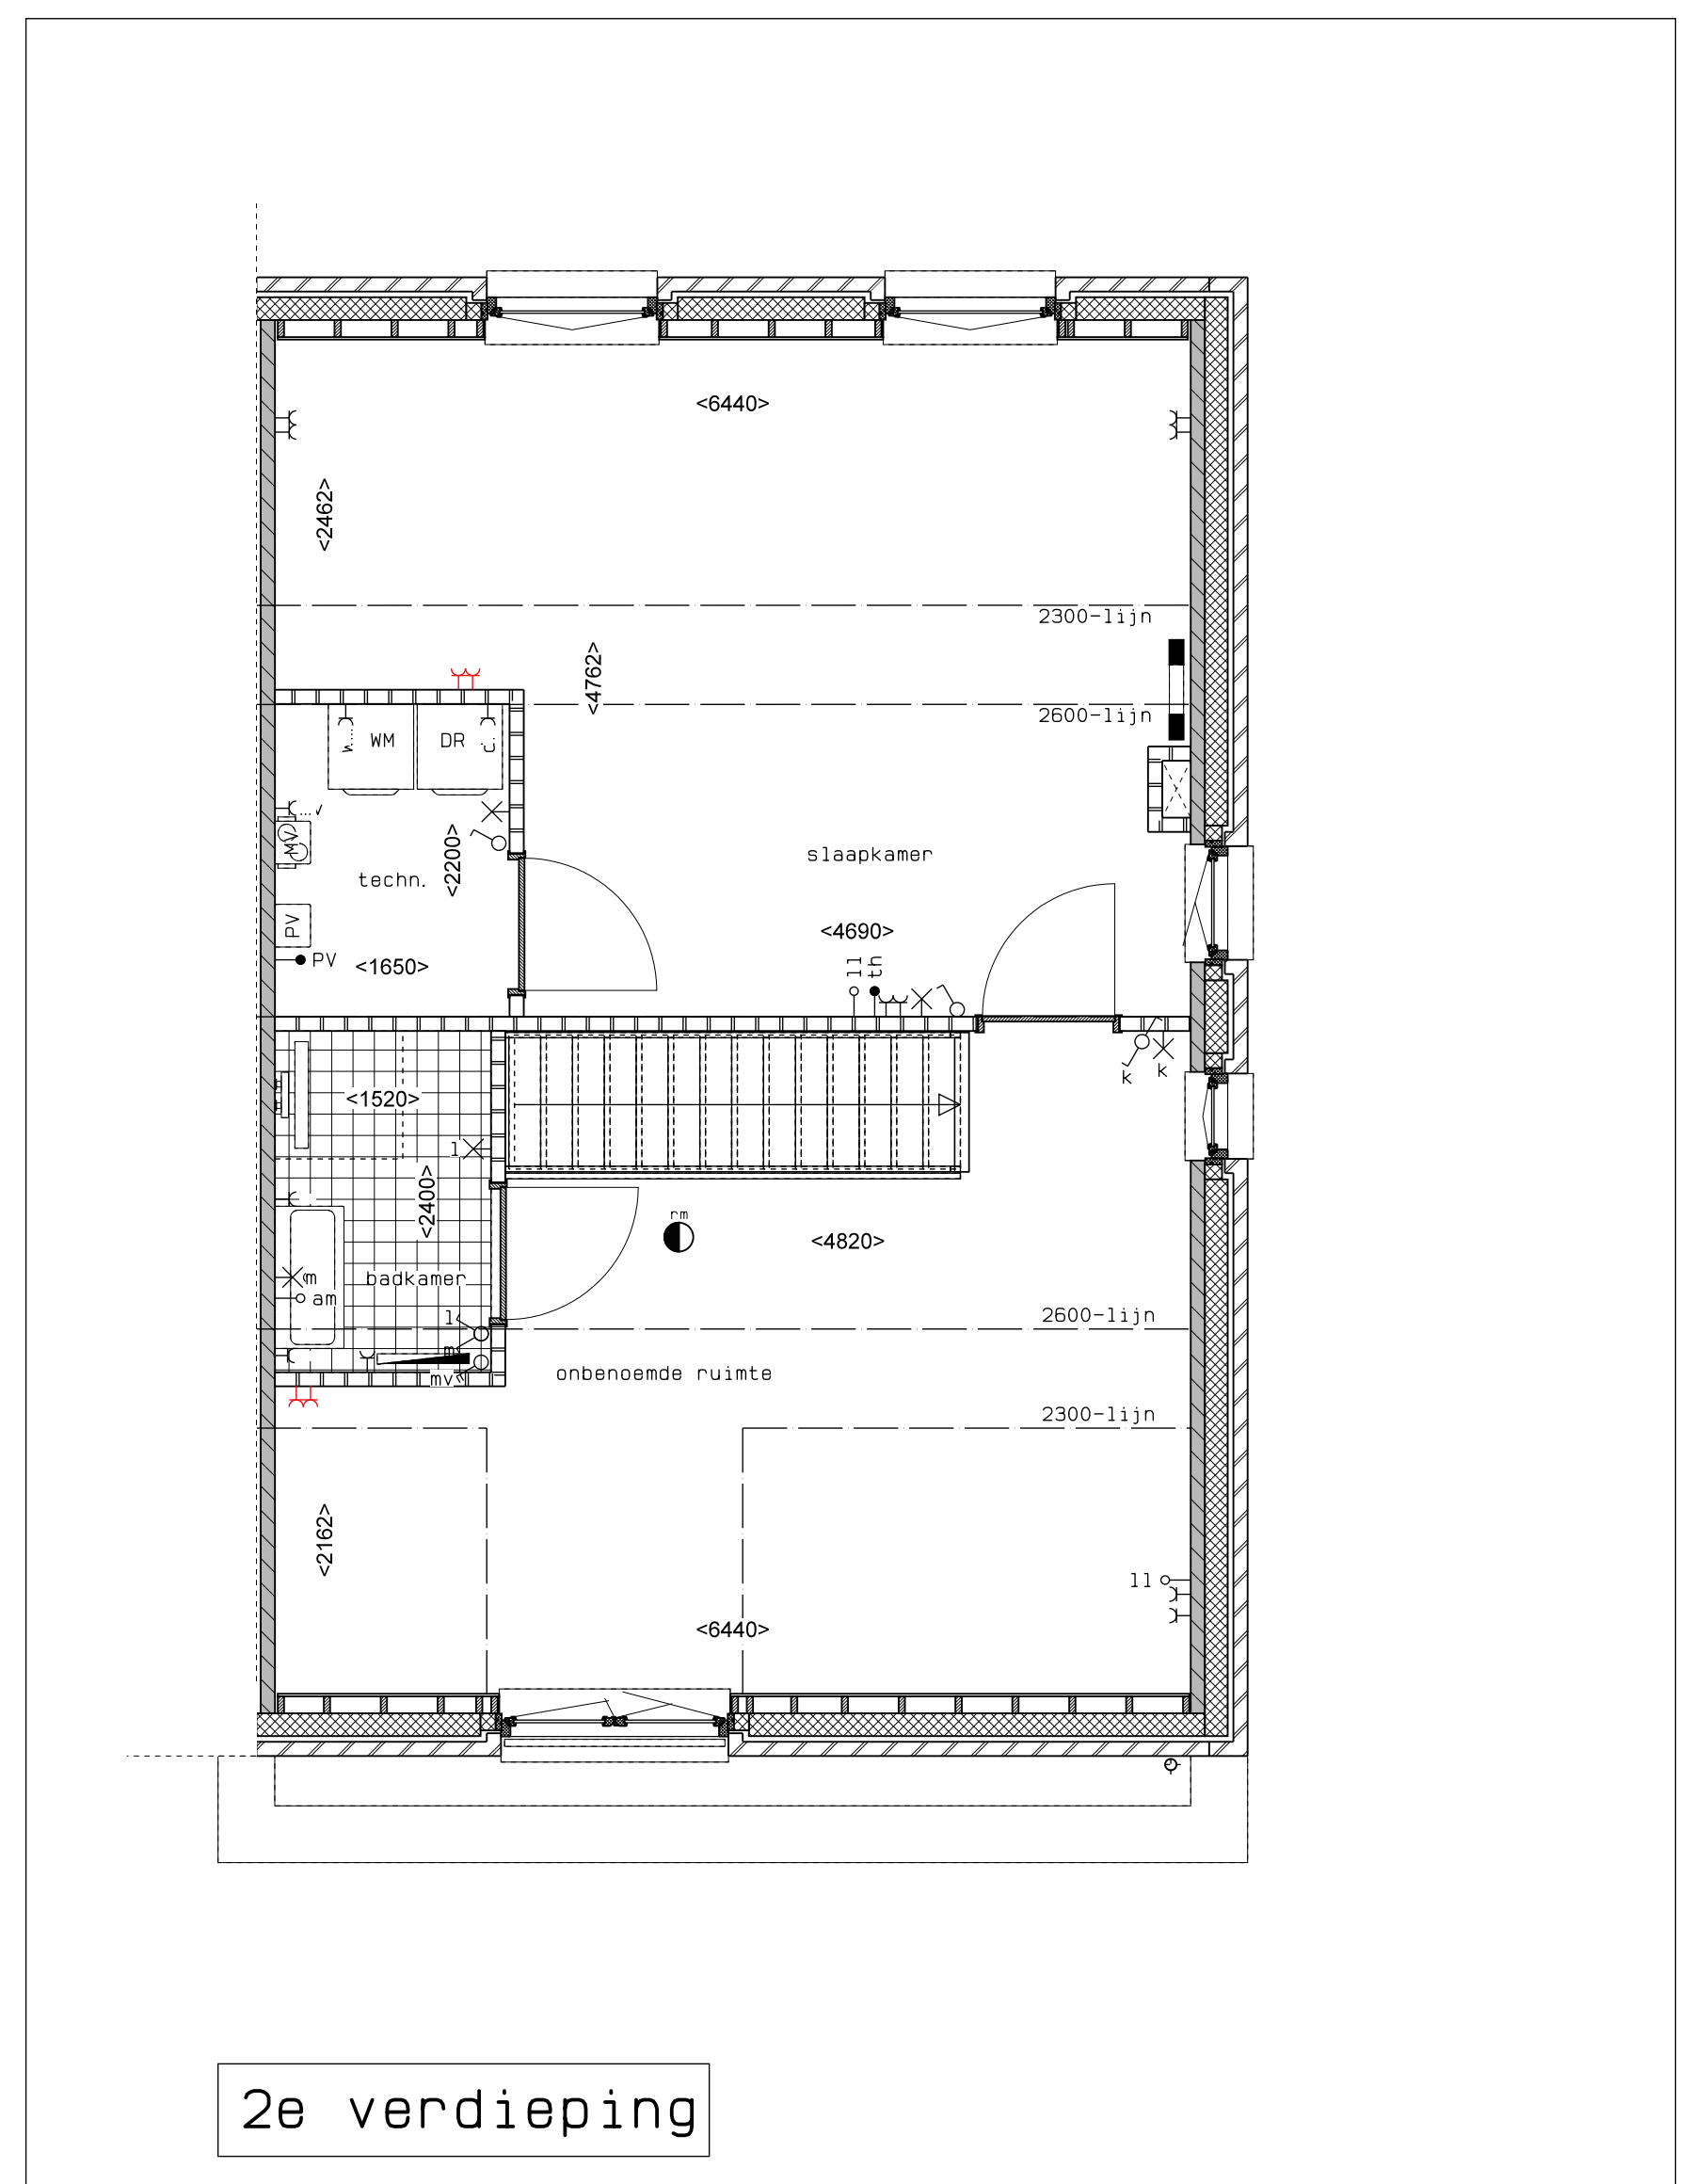 <6440>
<2462>
2300-lijn
<4762>
2600-lijn
WM
DR
MV
<2200>
slaapkamer
techn.
PV
<4690>
PV
<1650>
ll
th
k
k
<1520>
l
<2400>
rm
<4820>
m
badkamer
am
l
2600-lijn
m
mv
onbenoemde ruimte
2300-lijn
<2162>
ll
<6440>
2e verdieping